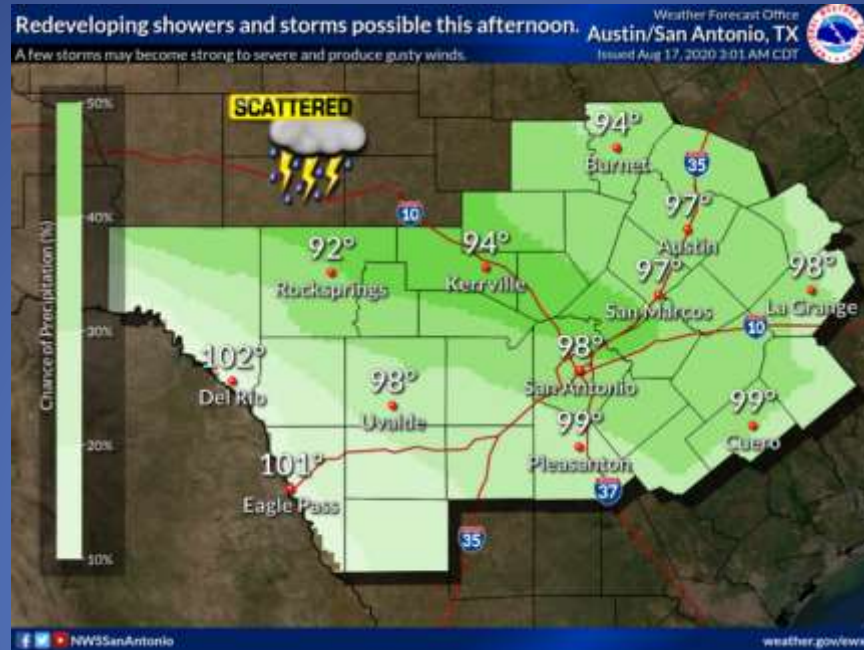 Redeveloping showers and storms possible this afternoon.
A few storms may become strong to severe and produce gusty winds.
Weather Forecast Office
Austin/San Antonio, TX
Issued Aug 17, 2020 3:01 AM CDT
50%
40%
30%
20%
10%
Chance of Precipitation (%)
SCATTERED
94°
Burnet
35
10
97°
Austin
92°
Rocksprings
94°
Kerrville
97°
San Marcos
98°
La Grange
10
102°
Del Rio
98°
Uvalde
98°
San Antonio
99°
Pleasanton
99°
Cuero
101°
Eagle Pass
37
35
NWSSanAntonio
weather.gov/ewx